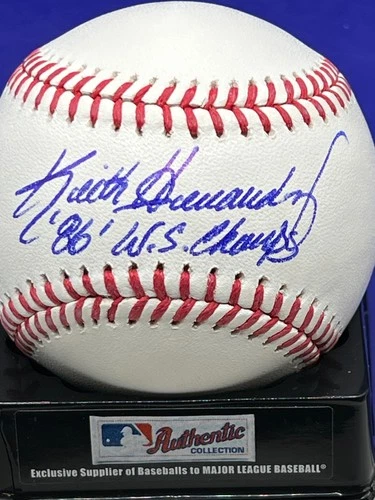 Keith Hernandez
'86' W.S. Champs
Authentic
COLLECTION
Exclusive Supplier of Baseballs to MAJOR LEAGUE BASEBALL®